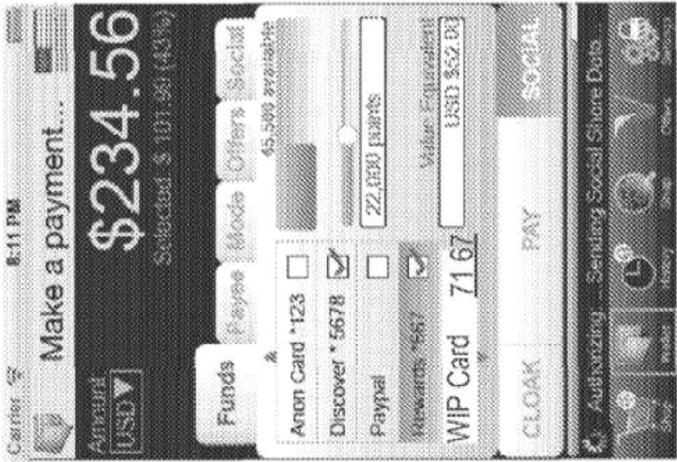 Carrier 8:11 PM
Make a payment...
Amount
USD▼ $234.56
Selected: $ 101.99 (43%)
Funds Payee Mode Offers Social
45,500 available
Anon Card *123
Discover * 5678
Paypal
Rewards *567
WIP Card 71.67
22,000 points
Value Equivalent
USD $52.00
CLOAK PAY SOCIAL
Authorizing... Sending Social Share Data...
Shop Wallet History Snap Offers